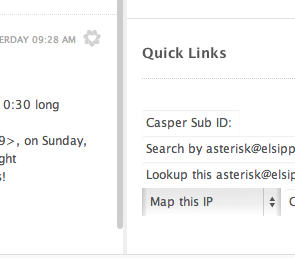 ERDAY 09:28 AM
0:30 long
9>, on Sunday,
ght
s!
Quick Links
Casper Sub ID:
Search by asterisk@elsipp
Lookup this asterisk@elsip
Map this IP